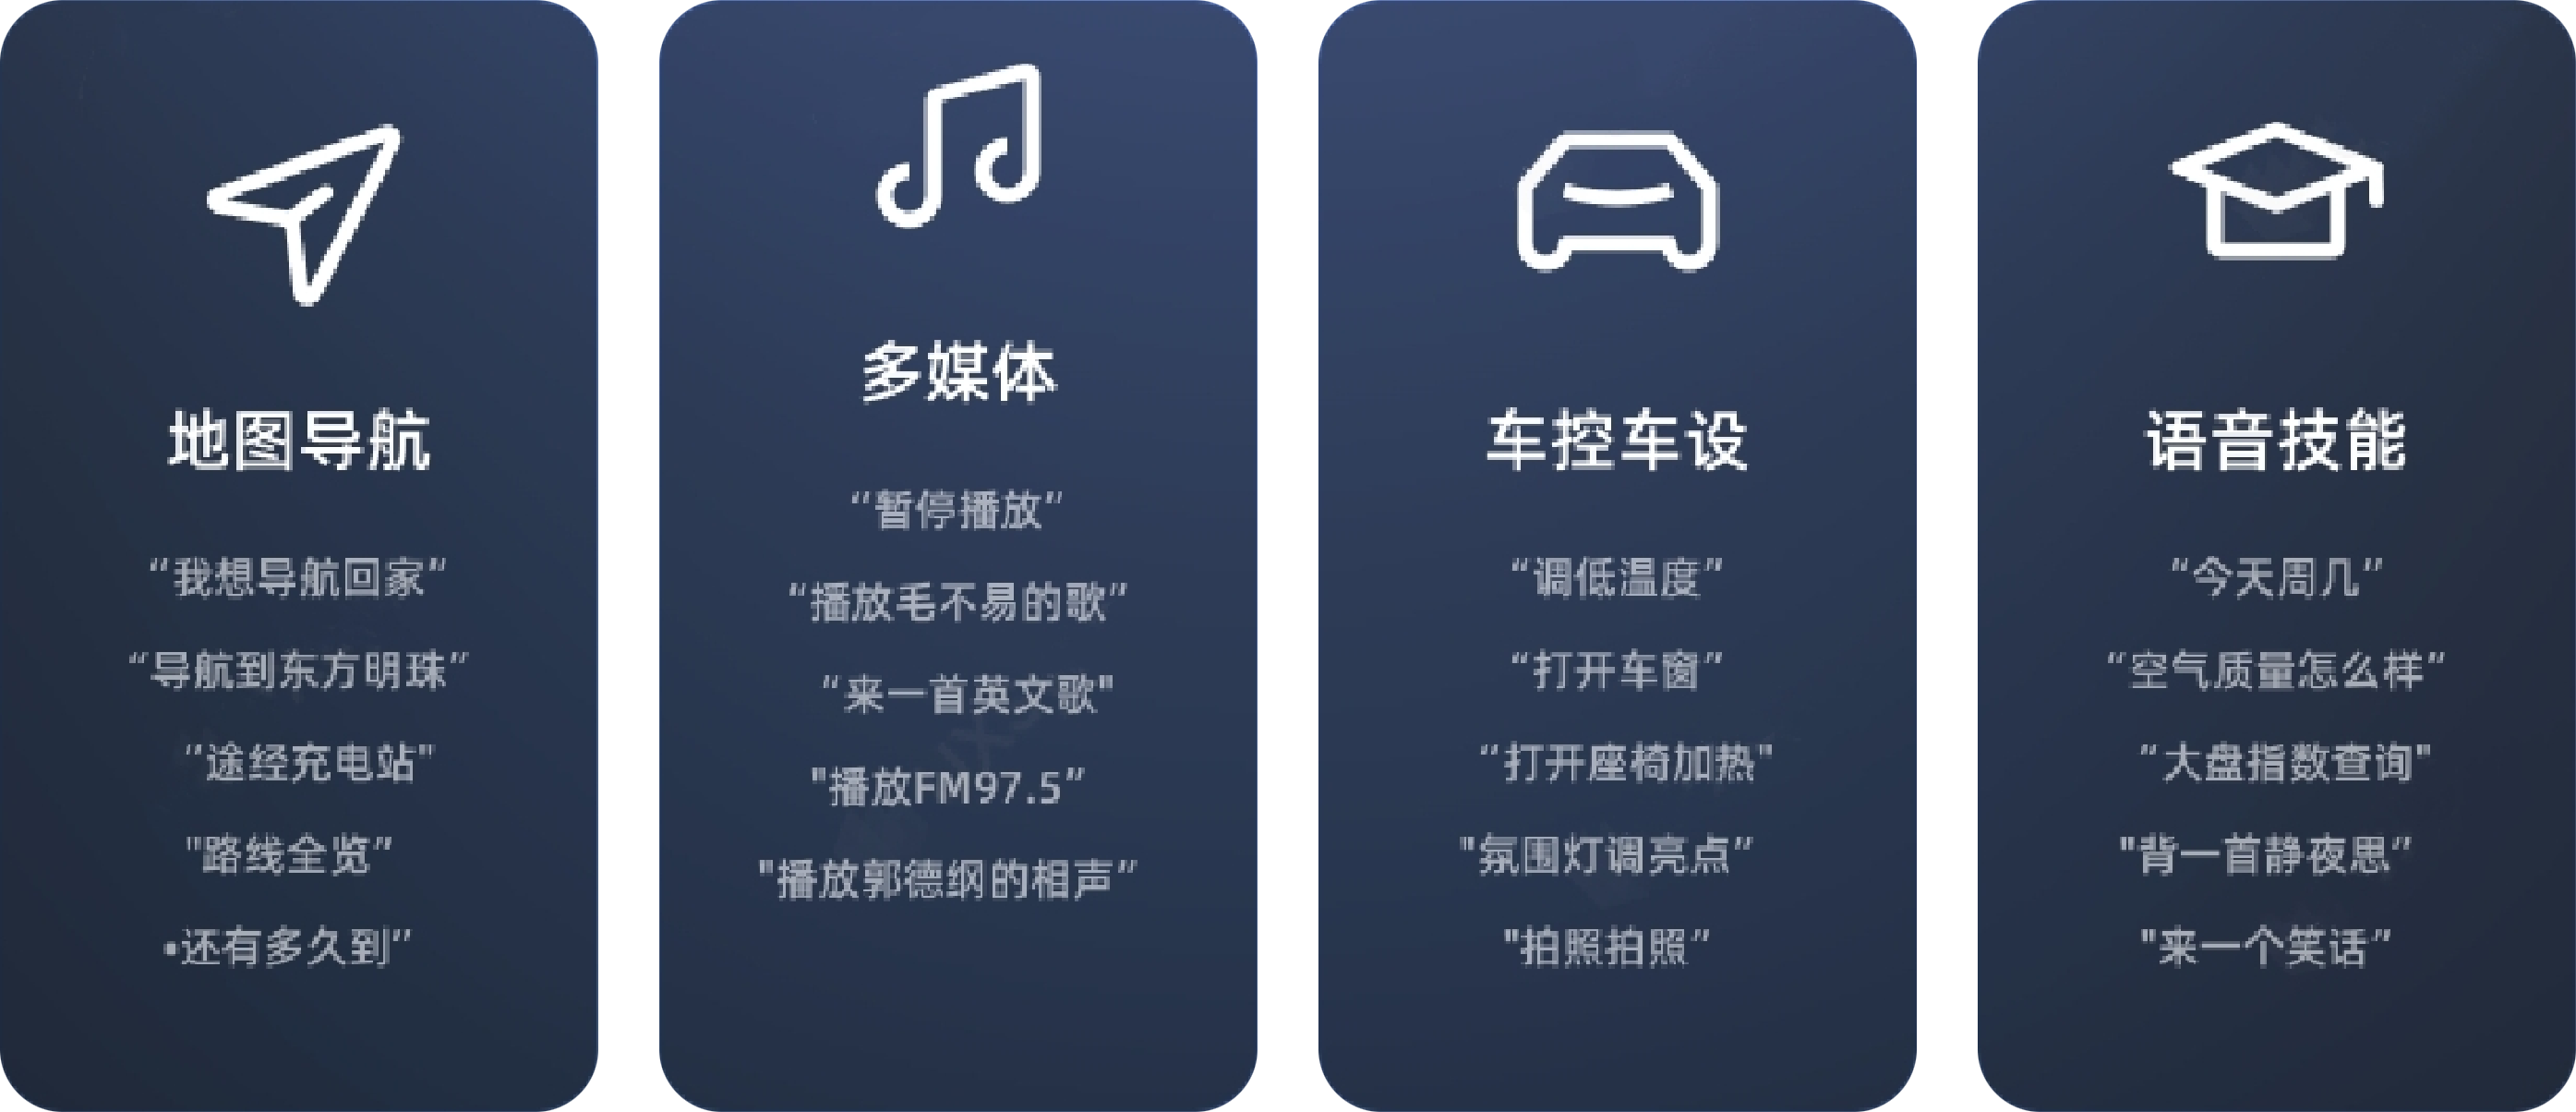 地图导航
“我想导航回家”
“导航到东方明珠”
“途经充电站"
"路线全览”
•还有多久到”
多媒体
“暂停播放”
“播放毛不易的歌”
“来一首英文歌"
"播放FM97.5”
"播放郭德纲的相声”
车控车设
“调低温度”
“打开车窗”
“打开座椅加热"
"氛围灯调亮点”
"拍照拍照”
语音技能
“今天周几”
“空气质量怎么样”
“大盘指数查询"
"背一首静夜思”
"来一个笑话”